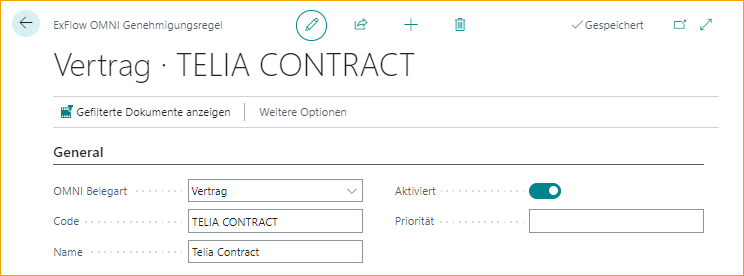 ExFlow OMNI Genehmigungsregel
Gespeichert
Vertrag · TELIA CONTRACT
Gefilterte Dokumente anzeigen
Weitere Optionen
General
OMNI Belegart
Vertrag
Aktiviert
Code
TELIA CONTRACT
Priorität
Name
Telia Contract